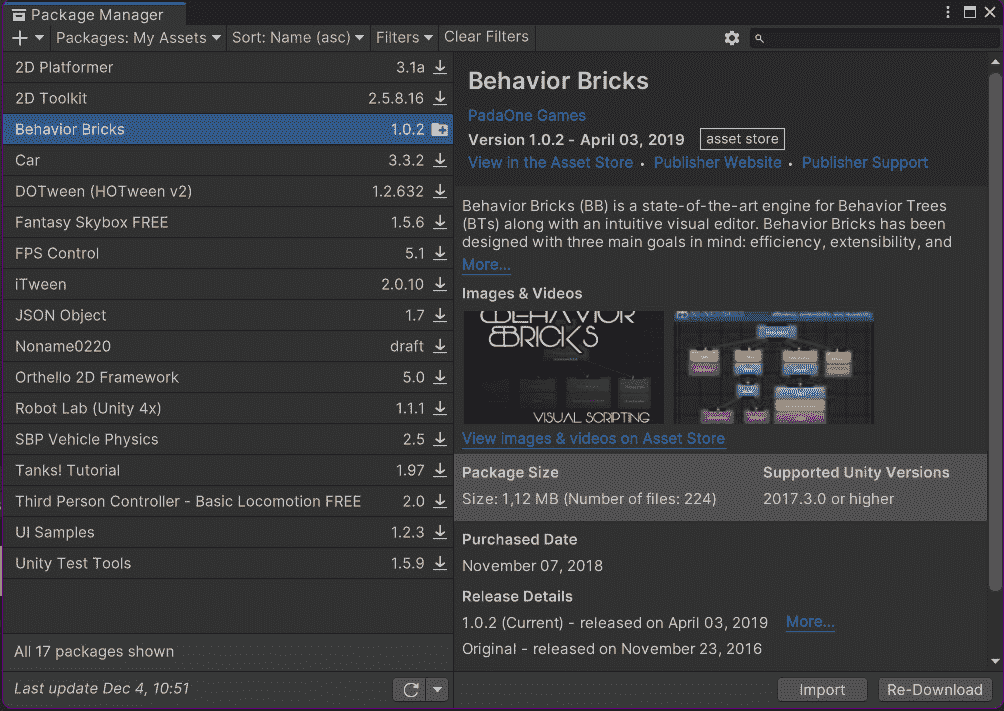 Package Manager
Packages: My Assets Sort: Name (asc) Filters Clear Filters
2D Platformer 3.1a
2D Toolkit 2.5.8.16
Behavior Bricks 1.0.2
Car 3.3.2
DOTween (HOTween v2) 1.2.632
Fantasy Skybox FREE 1.5.6
FPS Control 5.1
iTween 2.0.10
JSON Object 1.7
Noname0220 draft
Orthello 2D Framework 5.0
Robot Lab (Unity 4x) 1.1.1
SBP Vehicle Physics 2.5
Tanks! Tutorial 1.97
Third Person Controller - Basic Locomotion FREE 2.0
UI Samples 1.2.3
Unity Test Tools 1.5.9
All 17 packages shown
Last update Dec 4, 10:51
Behavior Bricks
PadaOne Games
Version 1.0.2 - April 03, 2019 asset store
View in the Asset Store • Publisher Website • Publisher Support
Behavior Bricks (BB) is a state-of-the-art engine for Behavior Trees
(BTs) along with an intuitive visual editor. Behavior Bricks has been
designed with three main goals in mind: efficiency, extensibility, and
More...
Images & Videos
BEHAVIOR
BRICKS
VISUAL SCRIPTING
View images & videos on Asset Store
Package Size Supported Unity Versions
Size: 1,12 MB (Number of files: 224) 2017.3.0 or higher
Purchased Date
November 07, 2018
Release Details
1.0.2 (Current) - released on April 03, 2019 More...
Original - released on November 23, 2016
Import Re-Download